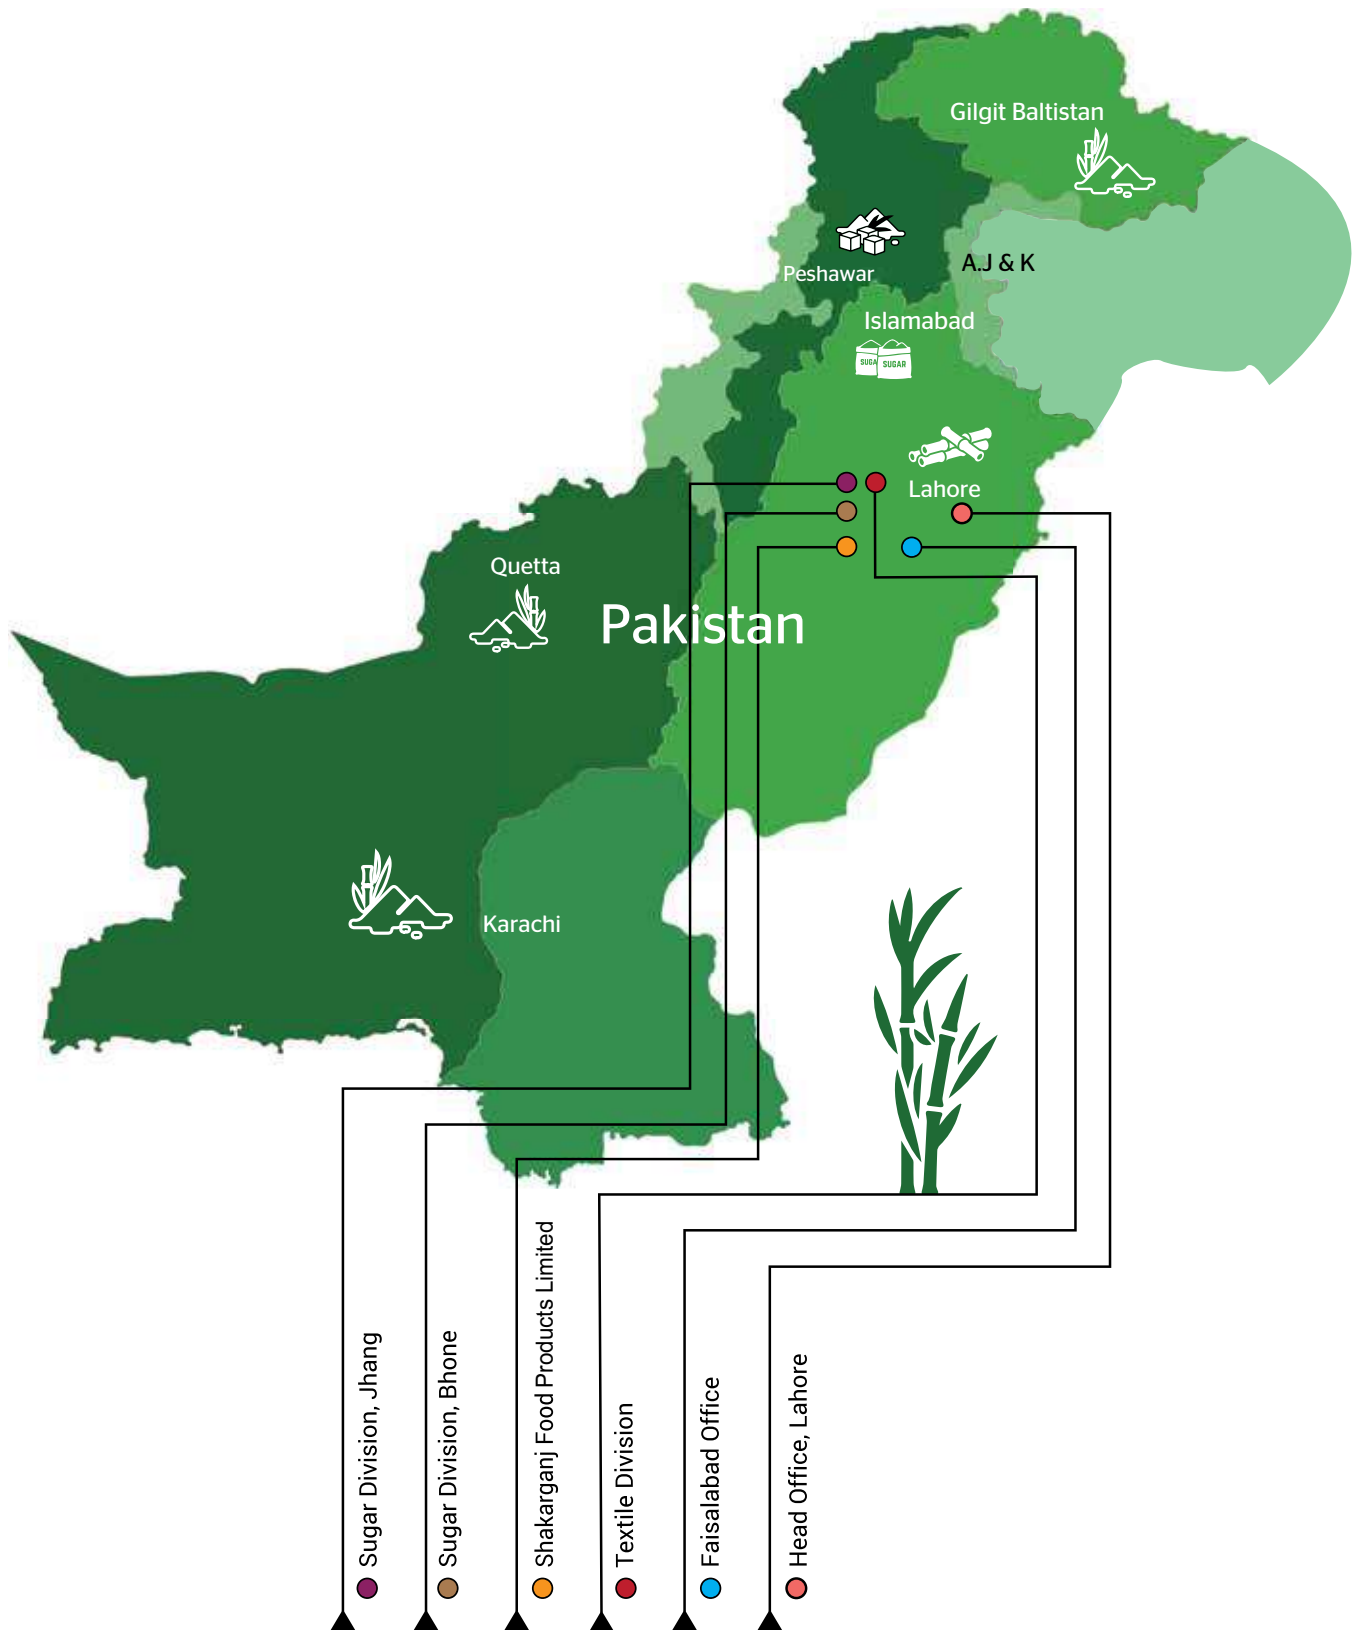 Gilgit Baltistan
A.J & K
Peshawar
Islamabad
SUGA
SUGAR
Lahore
Quetta
Pakistan
Karachi
Sugar Division, Jhang
Sugar Division, Bhone
Shakarganj Food Products Limited
Textile Division
Faisalabad Office
Head Office, Lahore